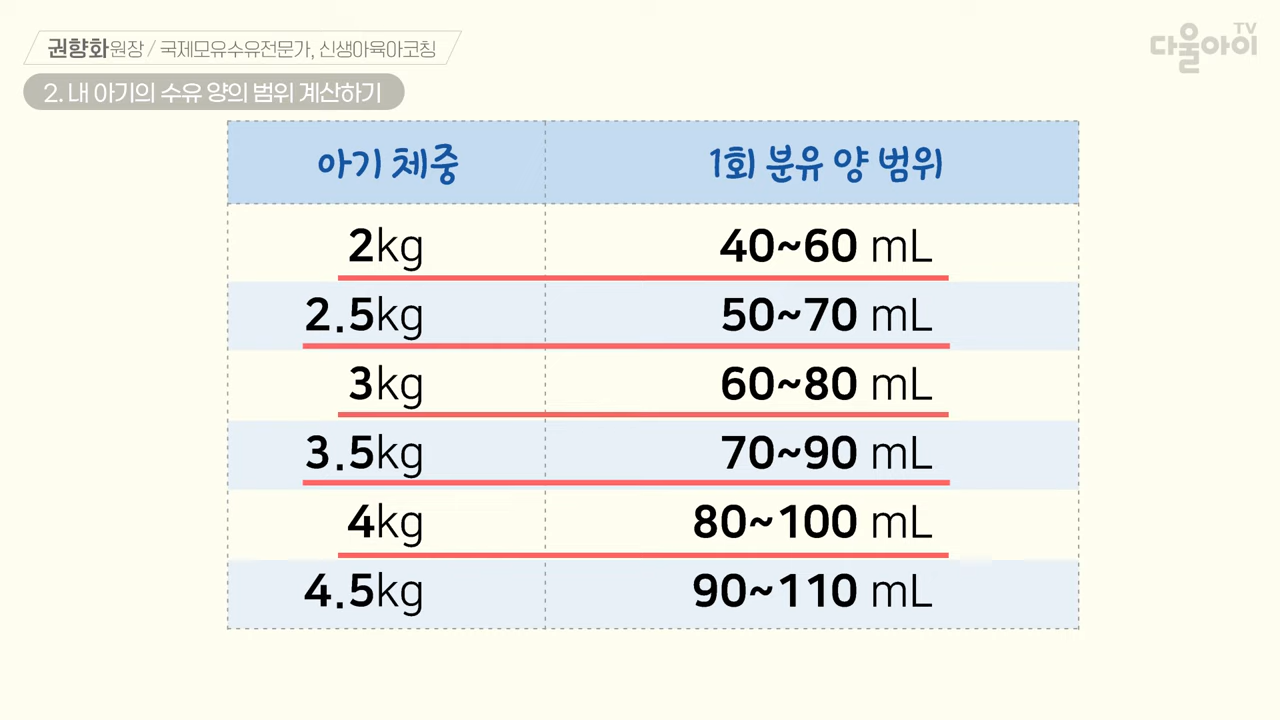 권향화원장 / 국제모유수유전문가, 신생아육아코칭
다울아이TV
2. 내 아기의 수유 양의 범위 계산하기
아기 체중 1회 분유 양 범위
2kg 40~60 mL
2.5kg 50~70 mL
3kg 60~80 mL
3.5kg 70~90 mL
4kg 80~100 mL
4.5kg 90~110 mL